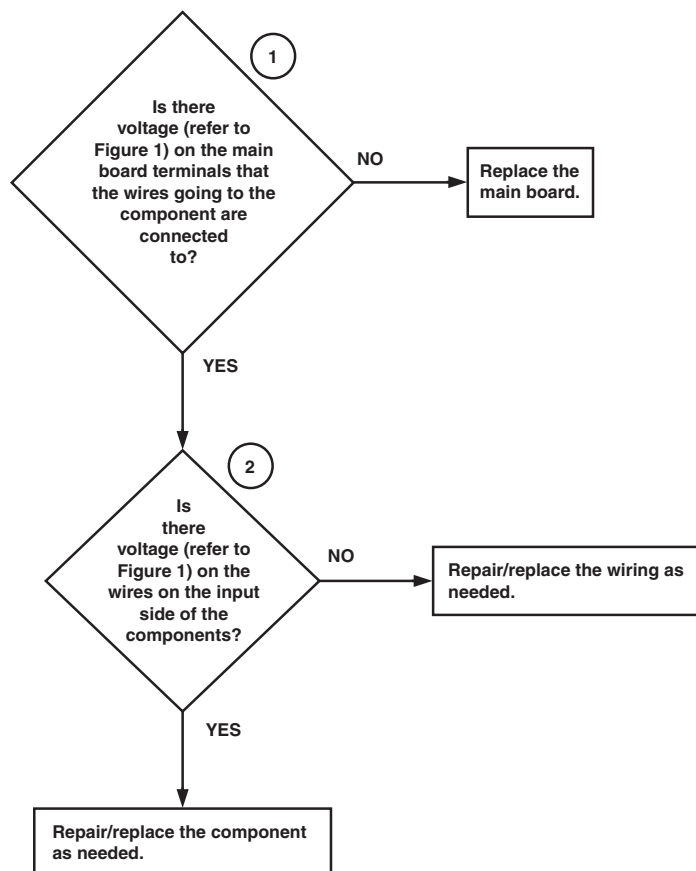 1
Is there
voltage (refer to
Figure 1) on the main
board terminals that
the wires going to the
component are
connected
to?
NO
Replace the
main board.
YES
2
Is
there
voltage (refer to
Figure 1) on the
wires on the input
side of the
components?
NO
Repair/replace the wiring as
needed.
YES
Repair/replace the component
as needed.